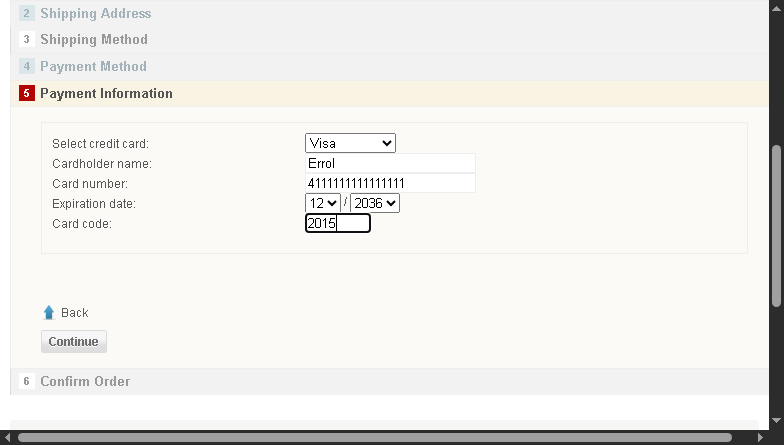 2 Shipping Address
3 Shipping Method
4 Payment Method
5 Payment Information
Select credit card: Visa
Cardholder name: Errol
Card number: 4111111111111111
Expiration date: 12 / 2036
Card code: 2015
Back
Continue
6 Confirm Order